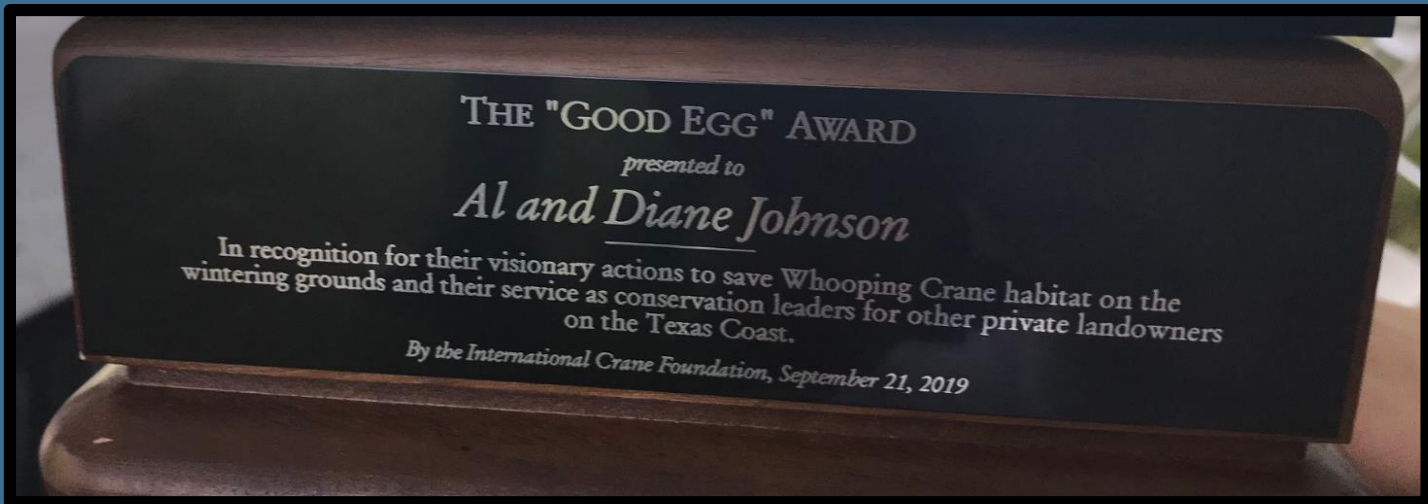 THE "GOOD EGG" AWARD
presented to
Al and Diane Johnson
In recognition for their visionary actions to save Whooping Crane habitat on the
wintering grounds and their service as conservation leaders for other private landowners
on the Texas Coast.
By the International Crane Foundation, September 21, 2019